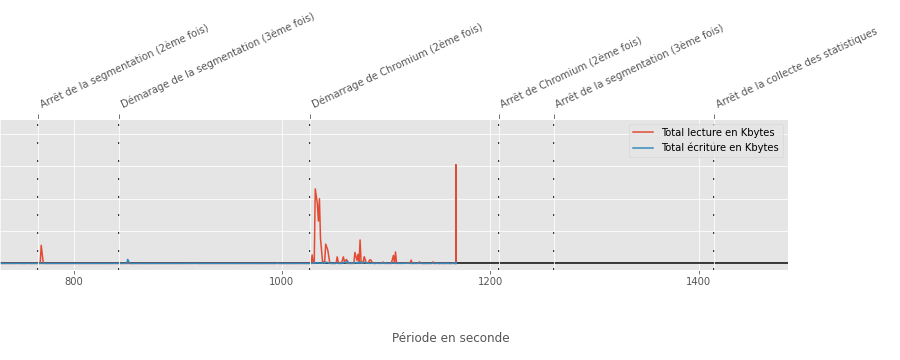 Arrêt de la segmentation (2ème fois)
Démarage de la segmentation (3ème fois)
Démarrage de Chromium (2ème fois)
Arrêt de Chromium (2ème fois)
Arrêt de la segmentation (3ème fois)
Arrêt de la collecte des statistiques
Total lecture en Kbytes
Total écriture en Kbytes
800
1000
1200
1400
Période en seconde